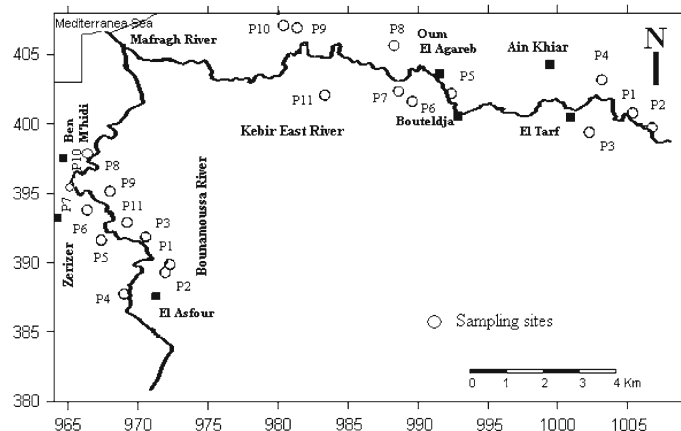 Mediterranea Sea
P10
P9
P8
Oum
El Agareb
Ain Khiar
N
Mafragh River
405
P4
P5
P7
P6
P11
P1
P2
Kebir East River
Bouteldja
El Tarf
P3
400
Ben
M'hidi
P10
P8
395
P7
P9
P6
P11
P3
Bounamoussa River
P5
P1
Zerizer
390
P2
P4
El Asfour
385
Sampling sites
0 1 2 3 4 Km
380
965 970 975 980 985 990 995 1000 1005